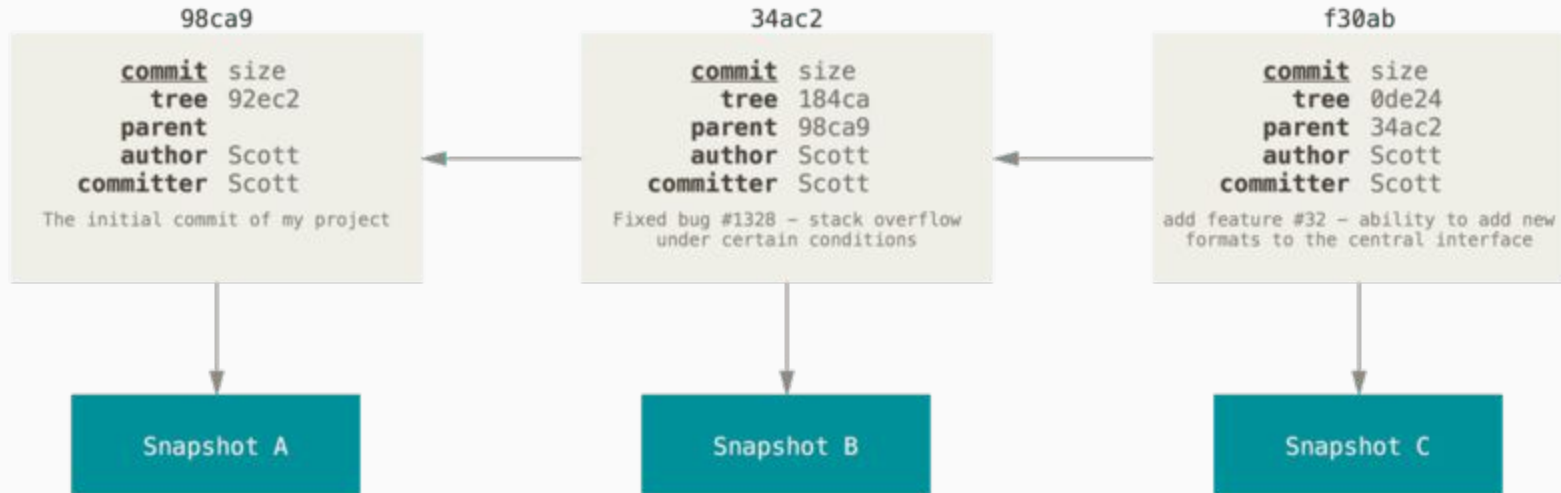 98ca9
commit size
tree 92ec2
parent
author Scott
committer Scott
The initial commit of my project
Snapshot A
34ac2
commit size
tree 184ca
parent 98ca9
author Scott
committer Scott
Fixed bug #1328 – stack overflow
under certain conditions
Snapshot B
f30ab
commit size
tree 0de24
parent 34ac2
author Scott
committer Scott
add feature #32 – ability to add new
formats to the central interface
Snapshot C